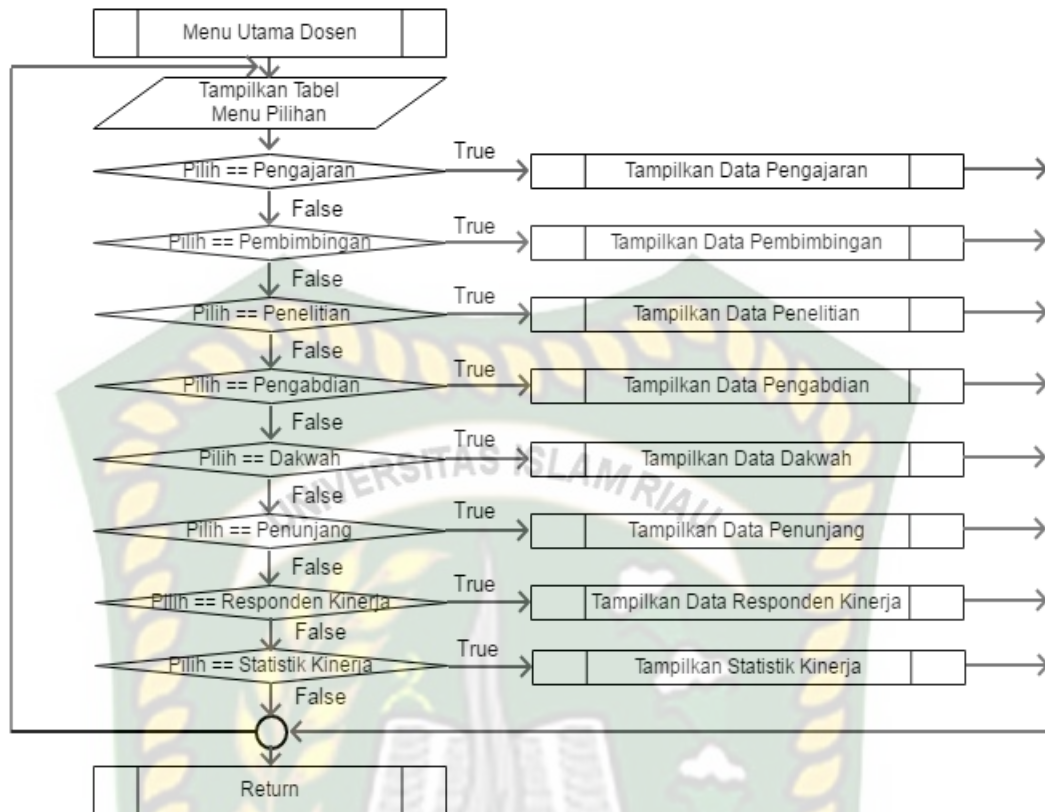 Menu Utama Dosen
Tampilkan Tabel
Menu Pilihan
Pilih == Pengajaran
True
Tampilkan Data Pengajaran
False
Pilih == Pembimbingan
True
Tampilkan Data Pembimbingan
False
Pilih == Penelitian
True
Tampilkan Data Penelitian
False
Pilih == Pengabdian
True
Tampilkan Data Pengabdian
False
Pilih == Dakwah
True
Tampilkan Data Dakwah
UNIVERSITAS ISLAM RIAU
False
Pilih == Penunjang
True
Tampilkan Data Penunjang
False
Pilih == Responden Kinerja
True
Tampilkan Data Responden Kinerja
False
Pilih == Statistik Kinerja
True
Tampilkan Statistik Kinerja
False
Return